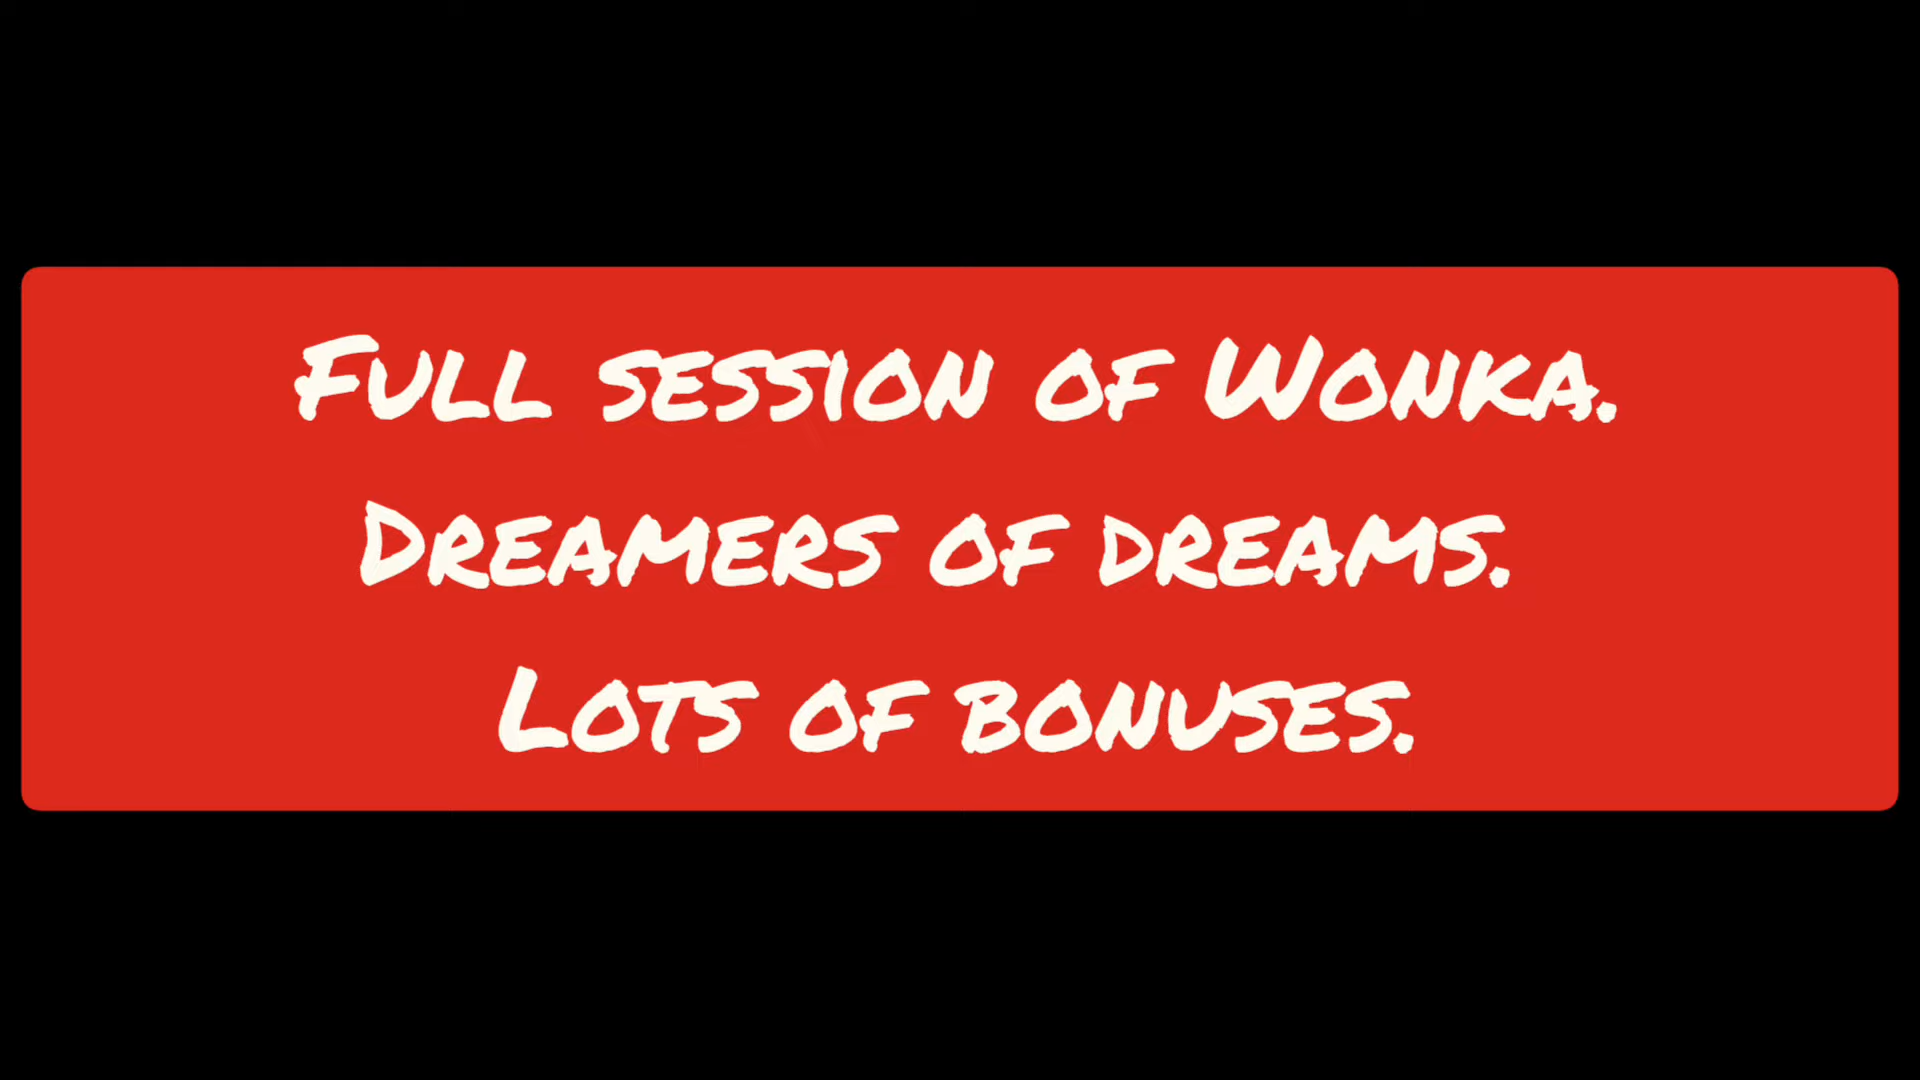 Full session of Wonka.
Dreamers of dreams.
Lots of bonuses.